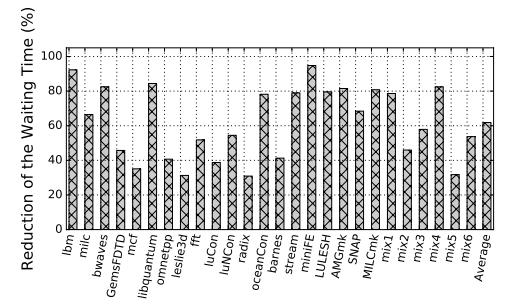 Reduction of the Waiting Time (%)
100
80
60
40
20
0
lbm
milc
bwaves
GemsFDTD
mcf
libquantum
omnetpp
leslie3d
fft
luCon
luNCon
radix
oceanCon
barnes
stream
miniFE
LULESH
AMGmk
SNAP
MILCmk
mix1
mix2
mix3
mix4
mix5
mix6
Average